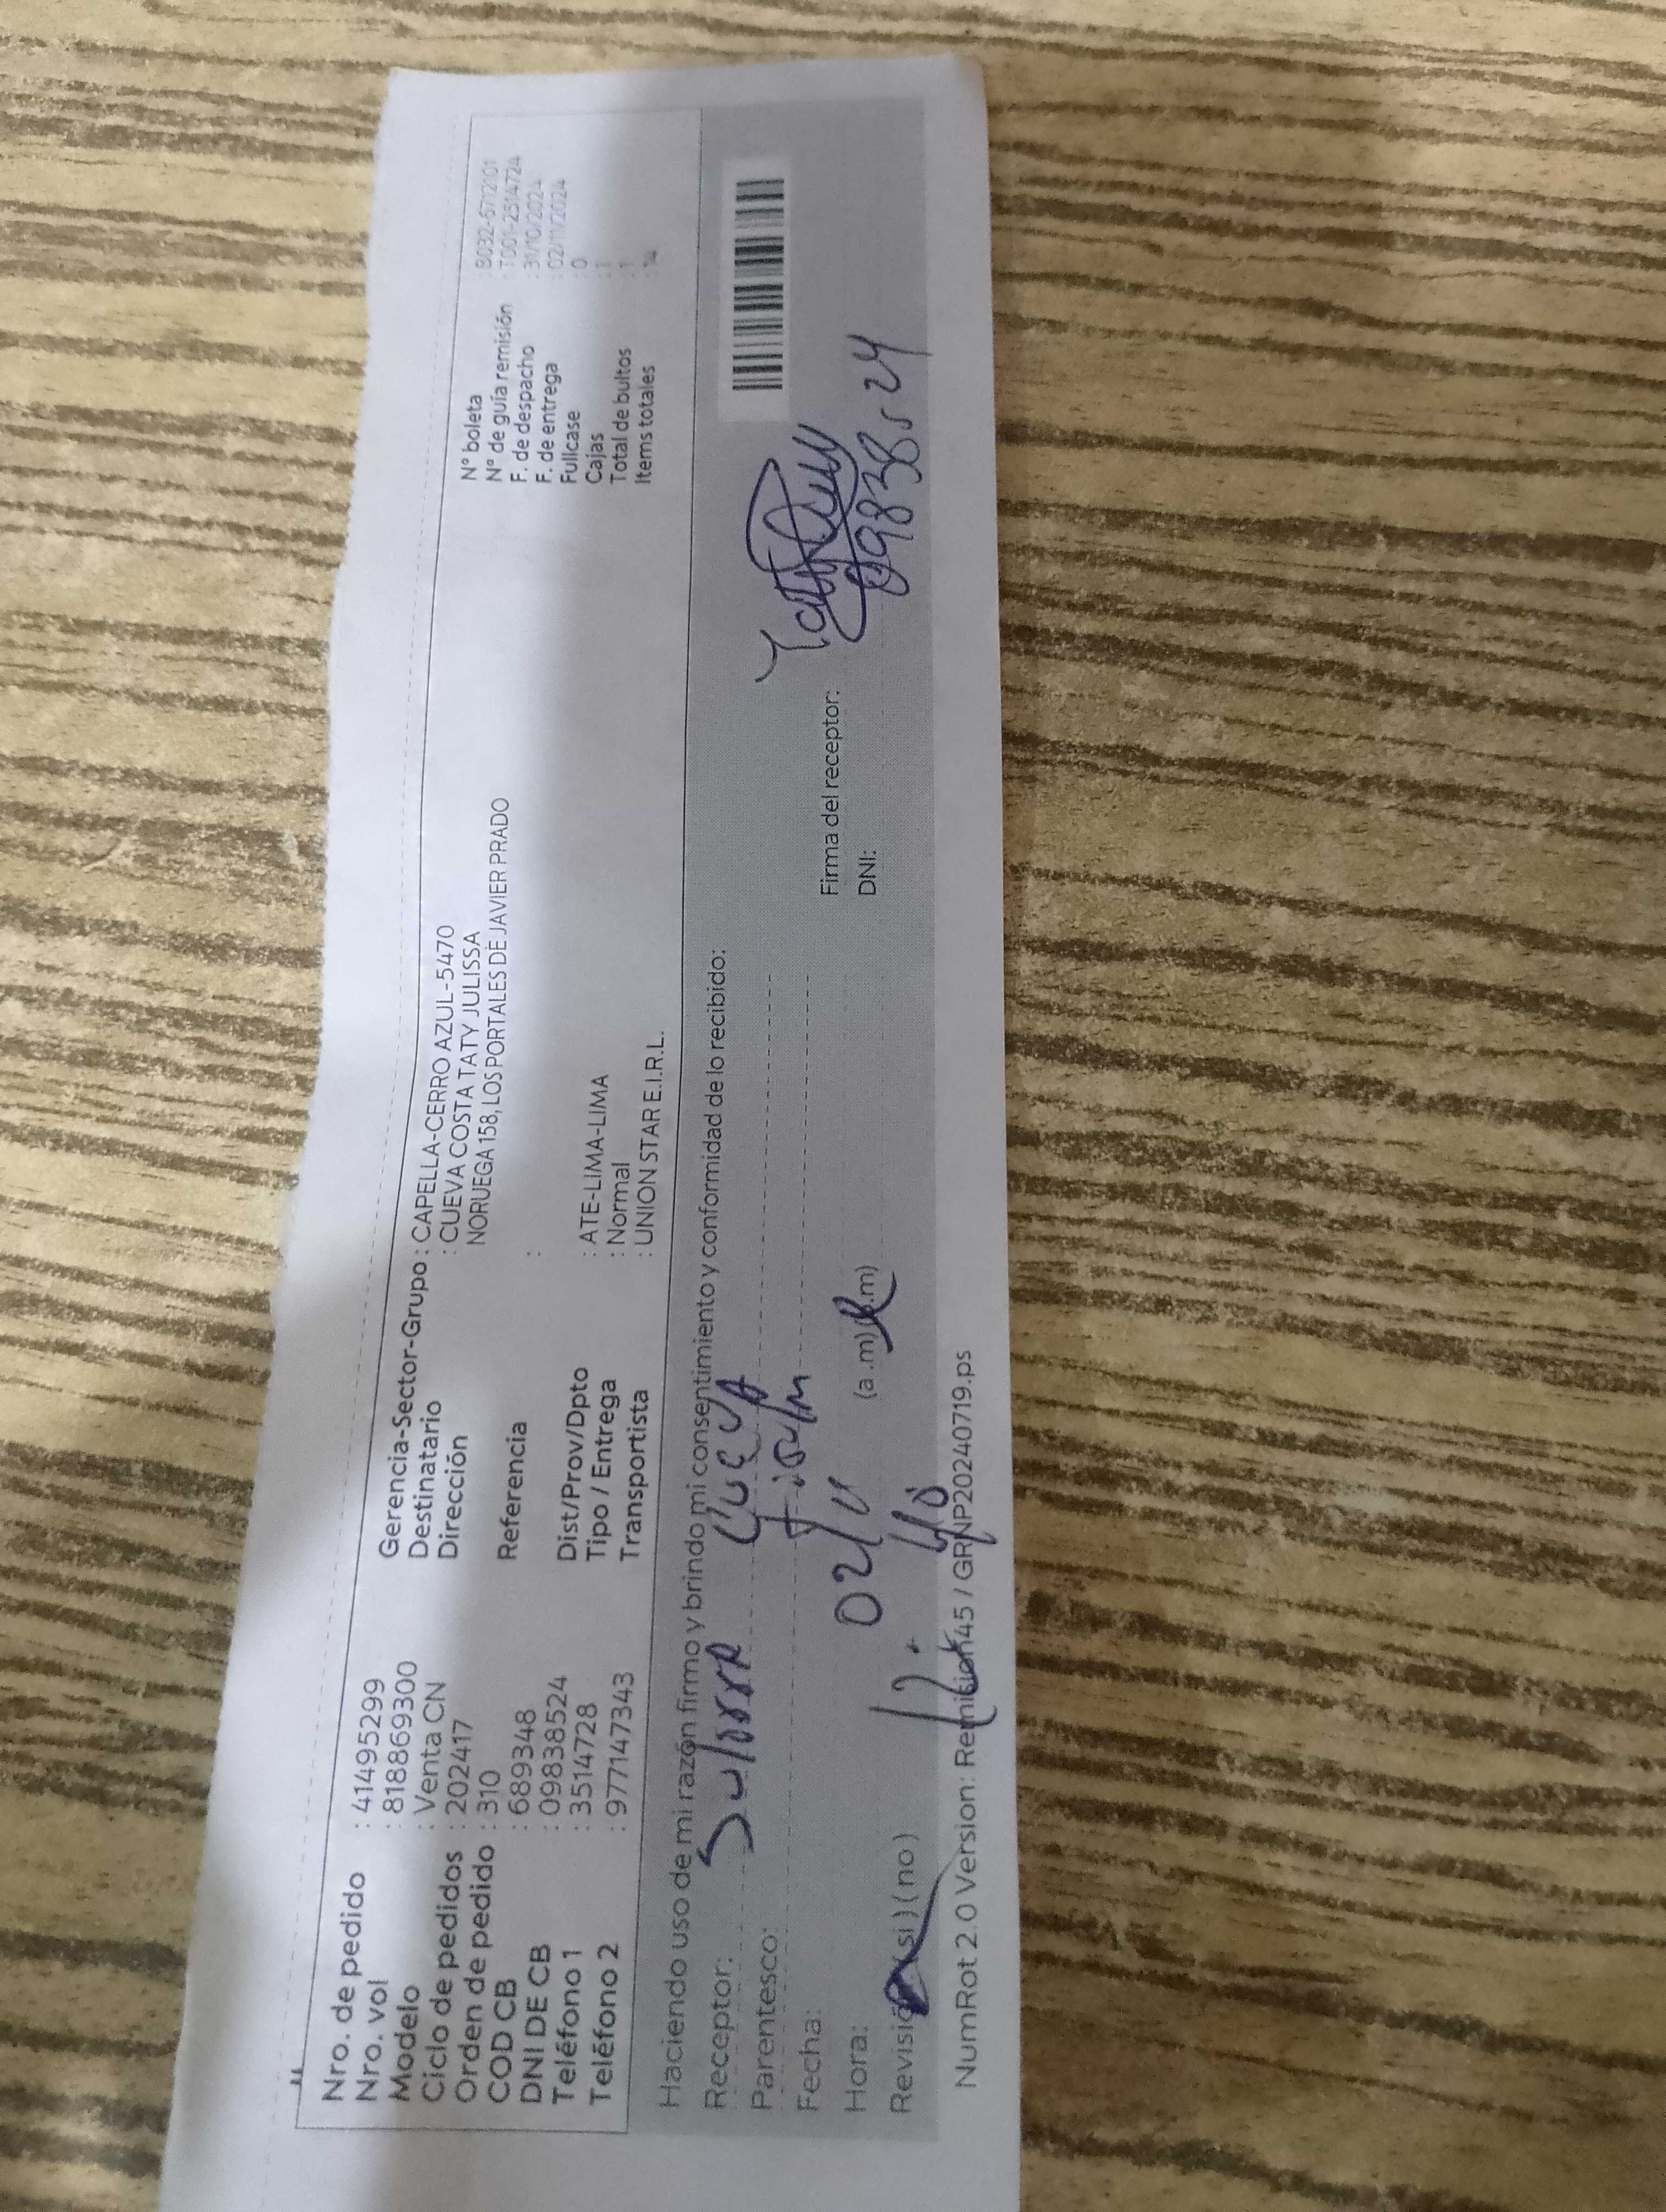 Nro. de pedido : 41495299
Nro. vol : 8188869300
Modelo : Venta CN
Ciclo de pedidos : 202417
Orden de pedido : 310
COD CB : 689348
DNI DE CB : 09838524
Teléfono 1 : 3514728
Teléfono 2 : 977147343
Gerencia-Sector-Grupo : CAPELLA-CERRO AZUL-5470
Destinatario : CUEVA COSTA TATY JULISSA
Dirección NORUEGA 158, LOS PORTALES DE JAVIER PRADO
Referencia :
Dist/Prov/Dpto : ATE-LIMA-LIMA
Tipo / Entrega : Normal
Transportista : UNION STAR E.I.R.L.
N° boleta : B032-6772101
N° de guía remisión : T001-2514724
F. de despacho : 31/10/2024
F. de entrega : 02/11/2024
Fullcase : 0
Cajas : 1
Total de bultos : 1
Items totales : 14
Haciendo uso de mi razón firmo y brindo mi consentimiento y conformidad de lo recibido:
Receptor: CUEVA
Parentesco:
Fecha: 02/11
Hora: (a .m) (p.m)
Revisión (si) (no)
Firma del receptor:
DNI: 09838524
NumRot 2.0 Version: Remision45 / GRNP20240719.ps